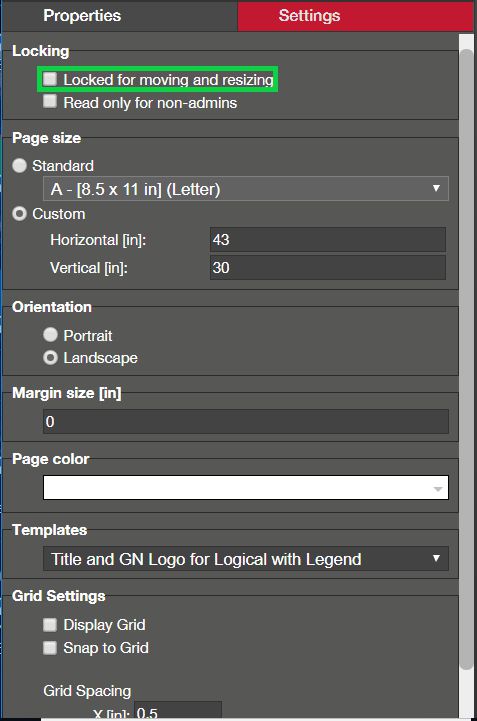 Properties Settings
Locking
Locked for moving and resizing
Read only for non-admins
Page size
Standard
A - [8.5 x 11 in] (Letter)
Custom
Horizontal [in]: 43
Vertical [in]: 30
Orientation
Portrait
Landscape
Margin size [in]
0
Page color
Templates
Title and GN Logo for Logical with Legend
Grid Settings
Display Grid
Snap to Grid
Grid Spacing
X [in]: 0.5